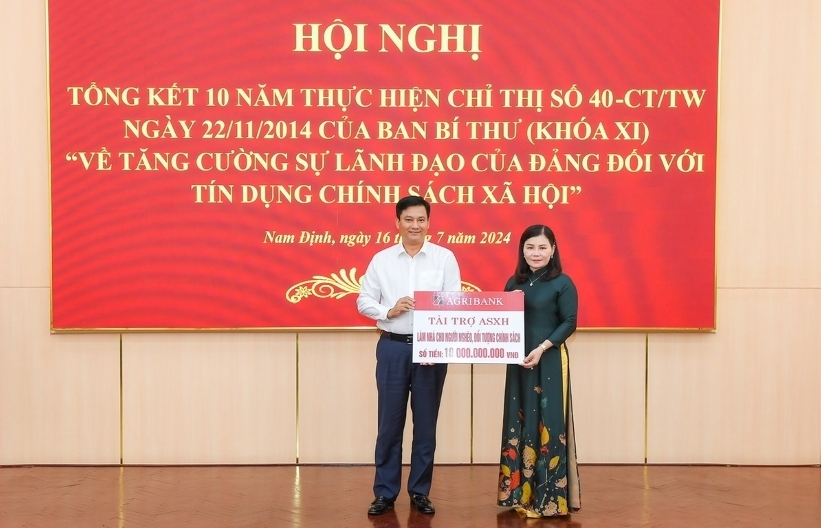 HỘI NGHỊ
TỔNG KẾT 10 NĂM THỰC HIỆN CHỈ THỊ SỐ 40-CT/TW
NGÀY 22/11/2014 CỦA BAN BÍ THƯ (KHÓA XI)
“VỀ TĂNG CƯỜNG SỰ LÃNH ĐẠO CỦA ĐẢNG ĐỐI VỚI
TÍN DỤNG CHÍNH SÁCH XÃ HỘI”
Nam Định, ngày 16 tháng 7 năm 2024
AGRIBANK
TÀI TRỢ ASXH
LÀM NHÀ CHO NGƯỜI NGHÈO, ĐỐI TƯỢNG CHÍNH SÁCH
SỐ TIỀN: 10 000.000.000 VNĐ